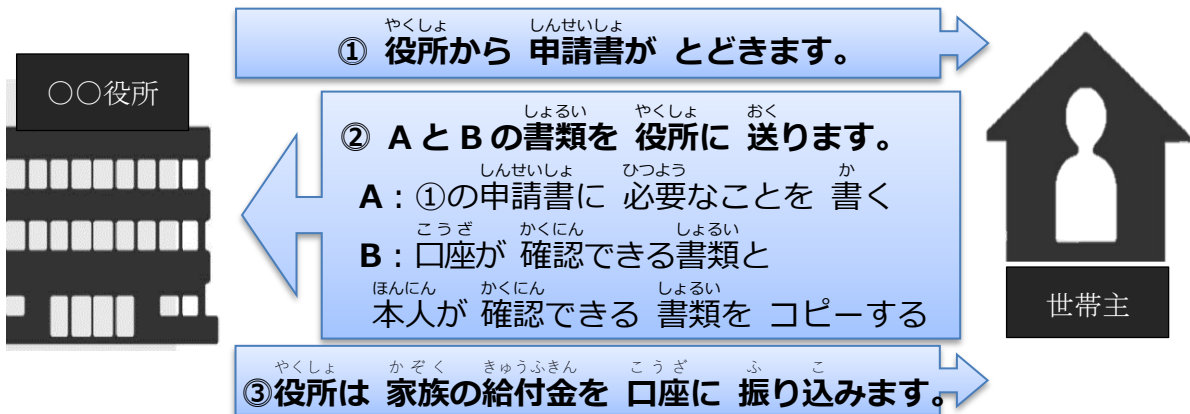 やくしょ しんせいしょ
① 役所から 申請書が とどきます。
○○役所
しょるい やくしょ おく
② AとBの書類を 役所に 送ります。
しんせいしょ ひつよう か
A：①の申請書に 必要なことを 書く
こうざ かくにん しょるい
B：口座が 確認できる書類と
ほんにん かくにん しょるい
本人が 確認できる 書類を コピーする
世帯主
やくしょ かぞく きゅうふきん こうざ ふ こ
③役所は 家族の給付金を 口座に 振り込みます。